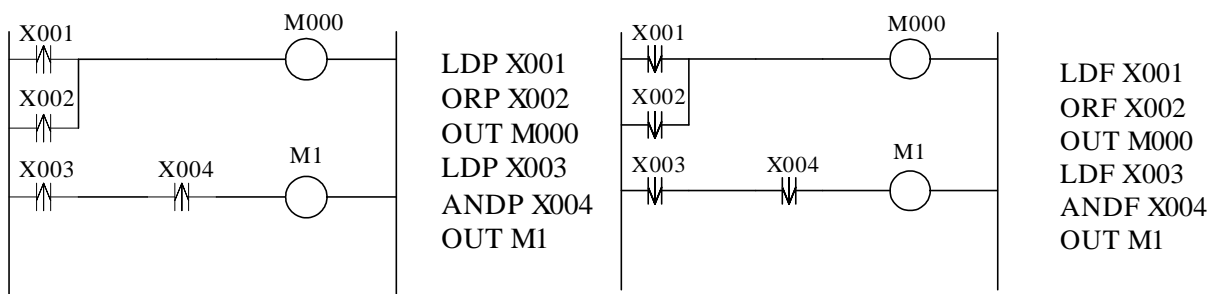 X001 M000
X002
X003 X004 M1
LDP X001
ORP X002
OUT M000
LDP X003
ANDP X004
OUT M1
X001 M000
X002
X003 X004 M1
LDF X001
ORF X002
OUT M000
LDF X003
ANDF X004
OUT M1